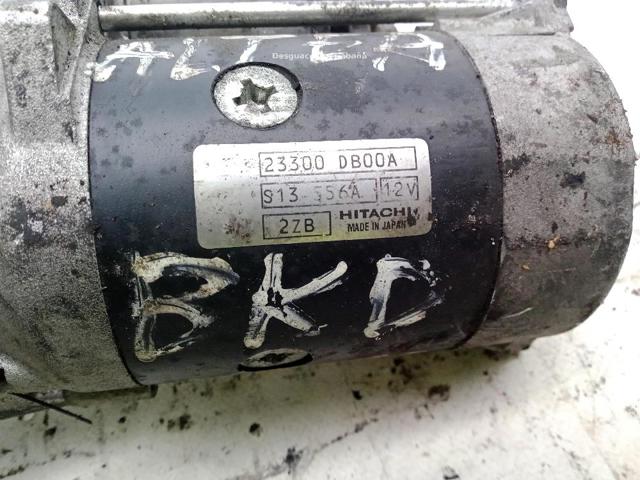 ALTEA
23300 DB00A
S13-556A 12V
2ZB HITACHI
MADE IN JAPAN
BKD